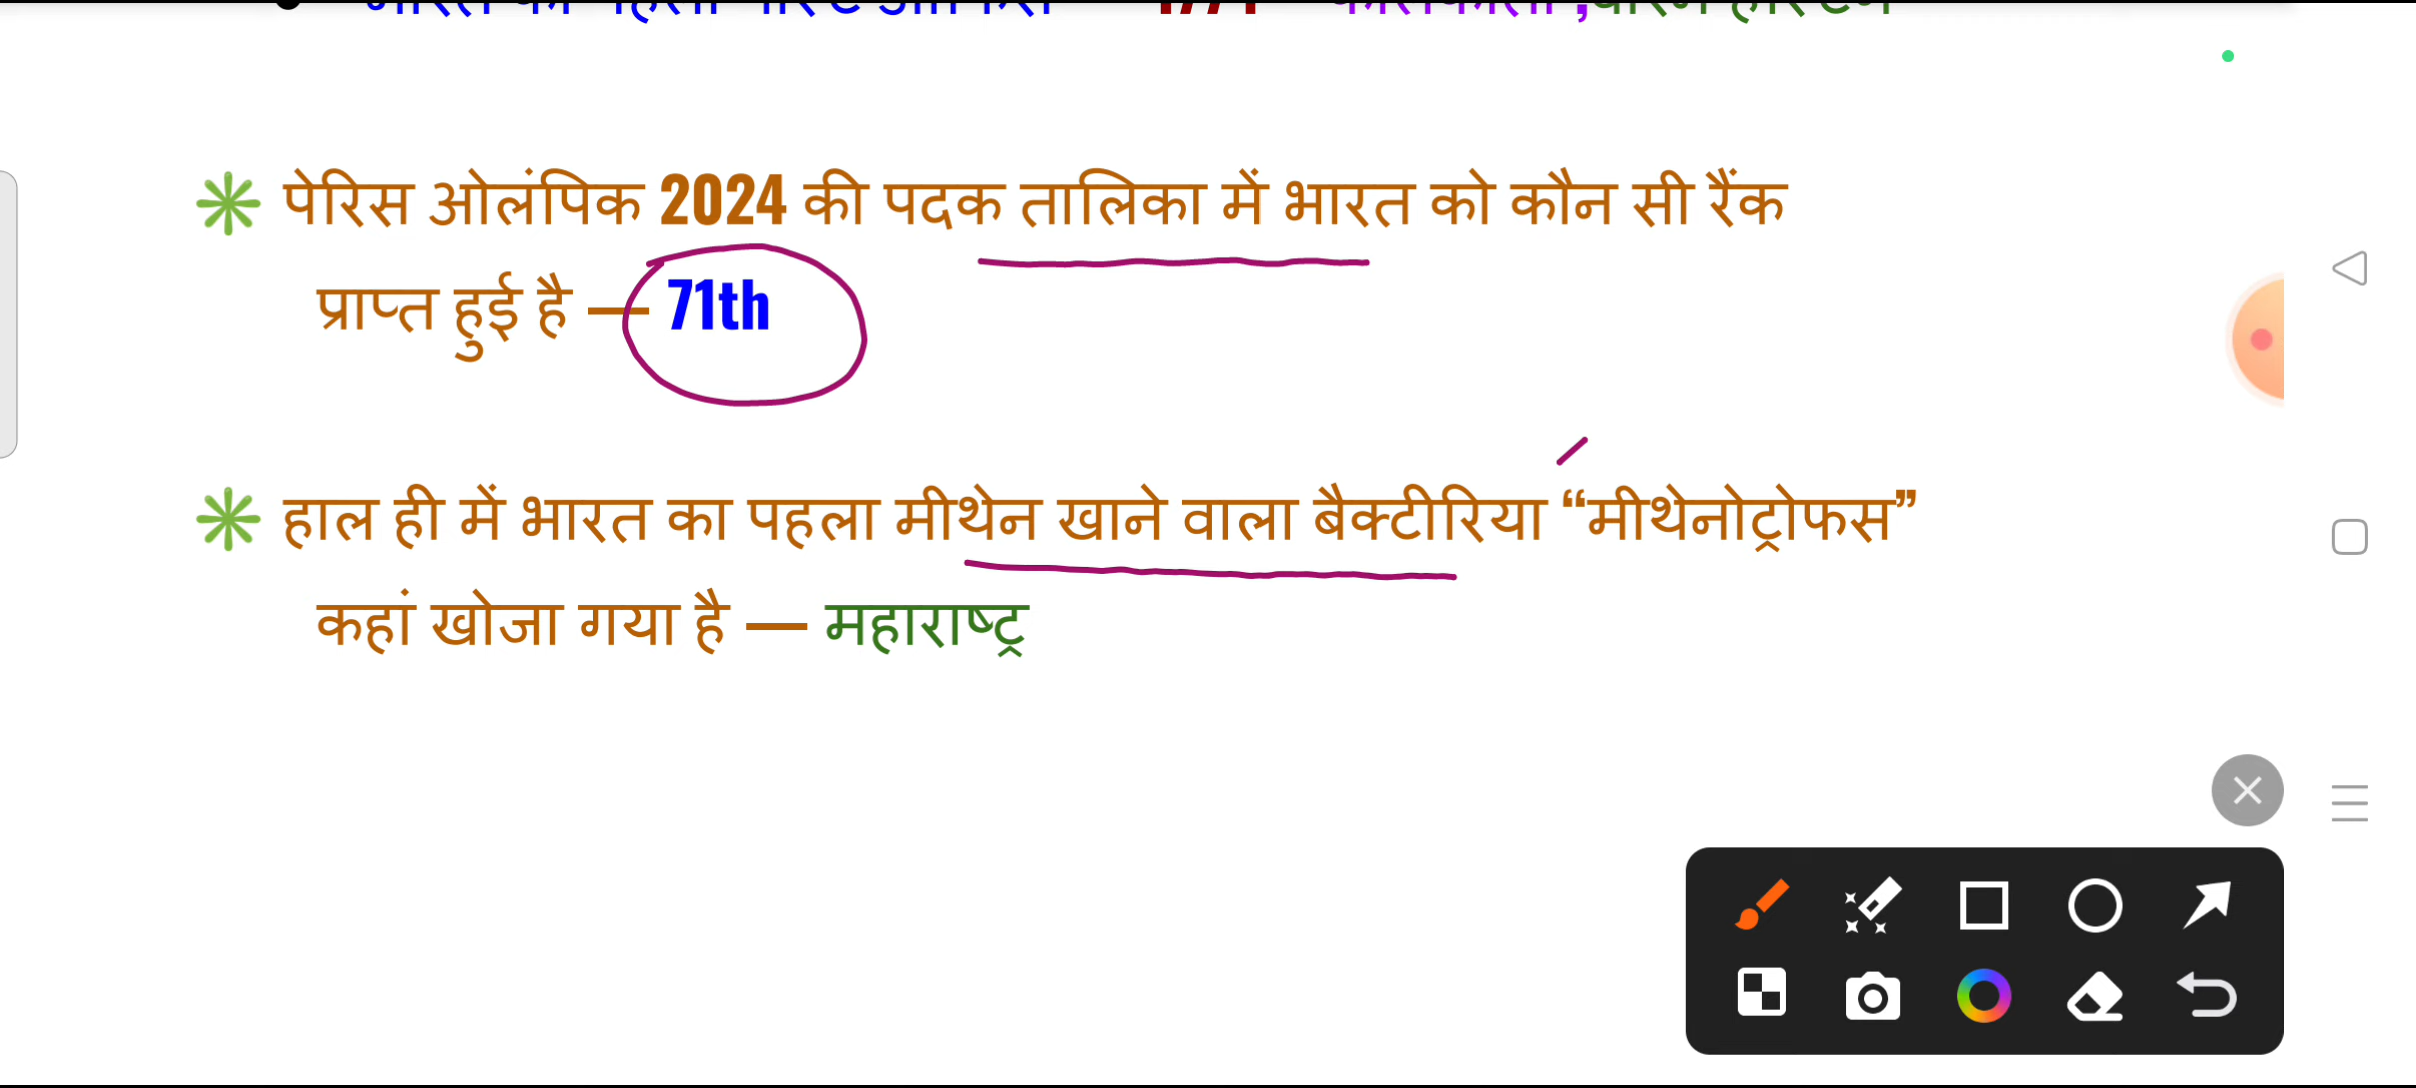 ✳ पेरिस ओलंपिक 2024 की पदक तालिका में भारत को कौन सी रैंक
प्राप्त हुई है — 71th
✳ हाल ही में भारत का पहला मीथेन खाने वाला बैक्टीरिया “मीथेनोट्रोफस”
कहां खोजा गया है — महाराष्ट्र